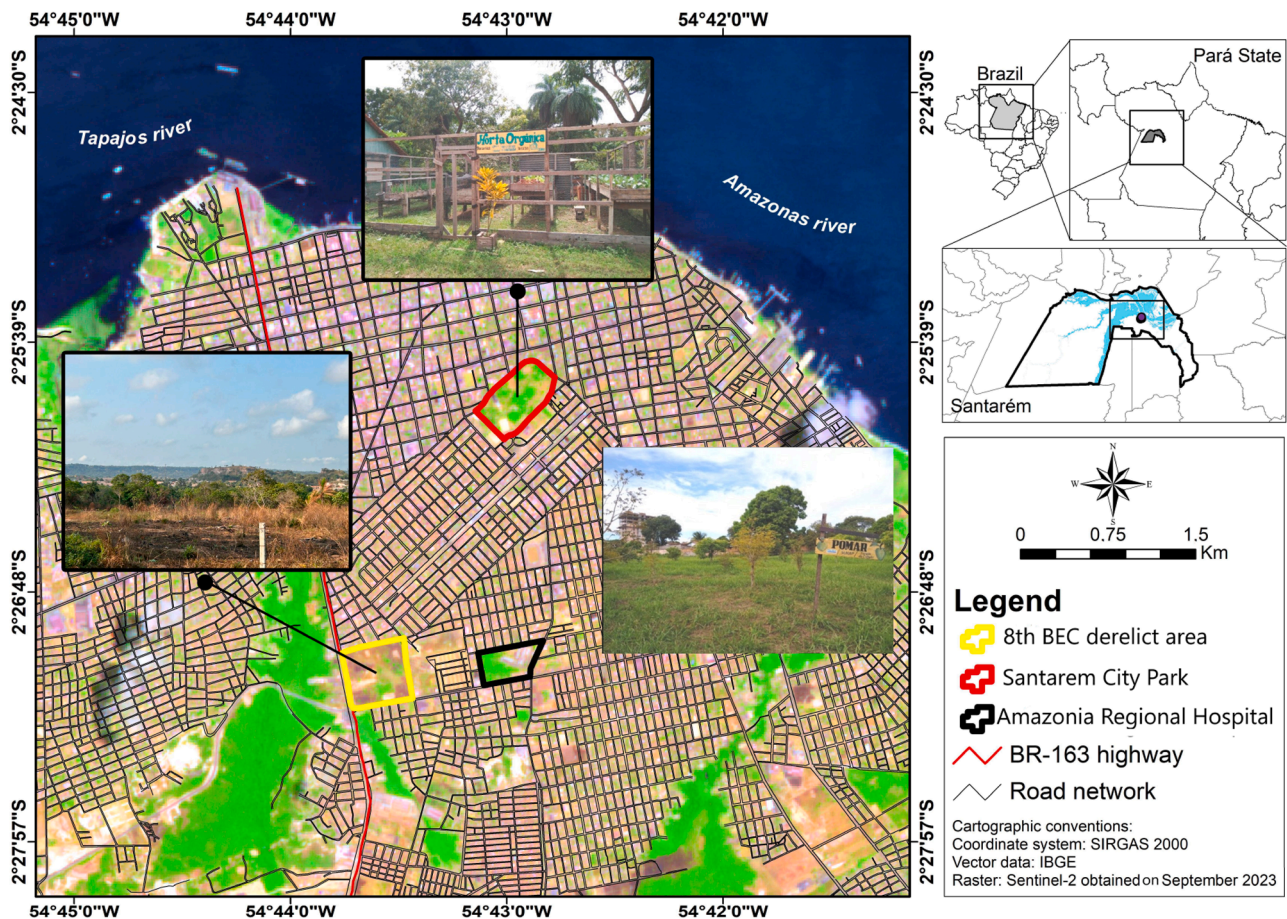 54°45'0"W 54°44'0"W 54°43'0"W 54°42'0"W
2°24'30"S
2°25'39"S
2°26'48"S
2°27'57"S
Tapajos river
Horta Orgânica
Amazonas river
POMAR
2°24'30"S
2°25'39"S
2°26'48"S
2°27'57"S
54°45'0"W 54°44'0"W 54°43'0"W 54°42'0"W
Brazil
Pará State
Santarém
N
W E
S
0 0.75 1.5
Km
Legend
8th BEC derelict area
Santarem City Park
Amazonia Regional Hospital
BR-163 highway
Road network
Cartographic conventions:
Coordinate system: SIRGAS 2000
Vector data: IBGE
Raster: Sentinel-2 obtained on September 2023